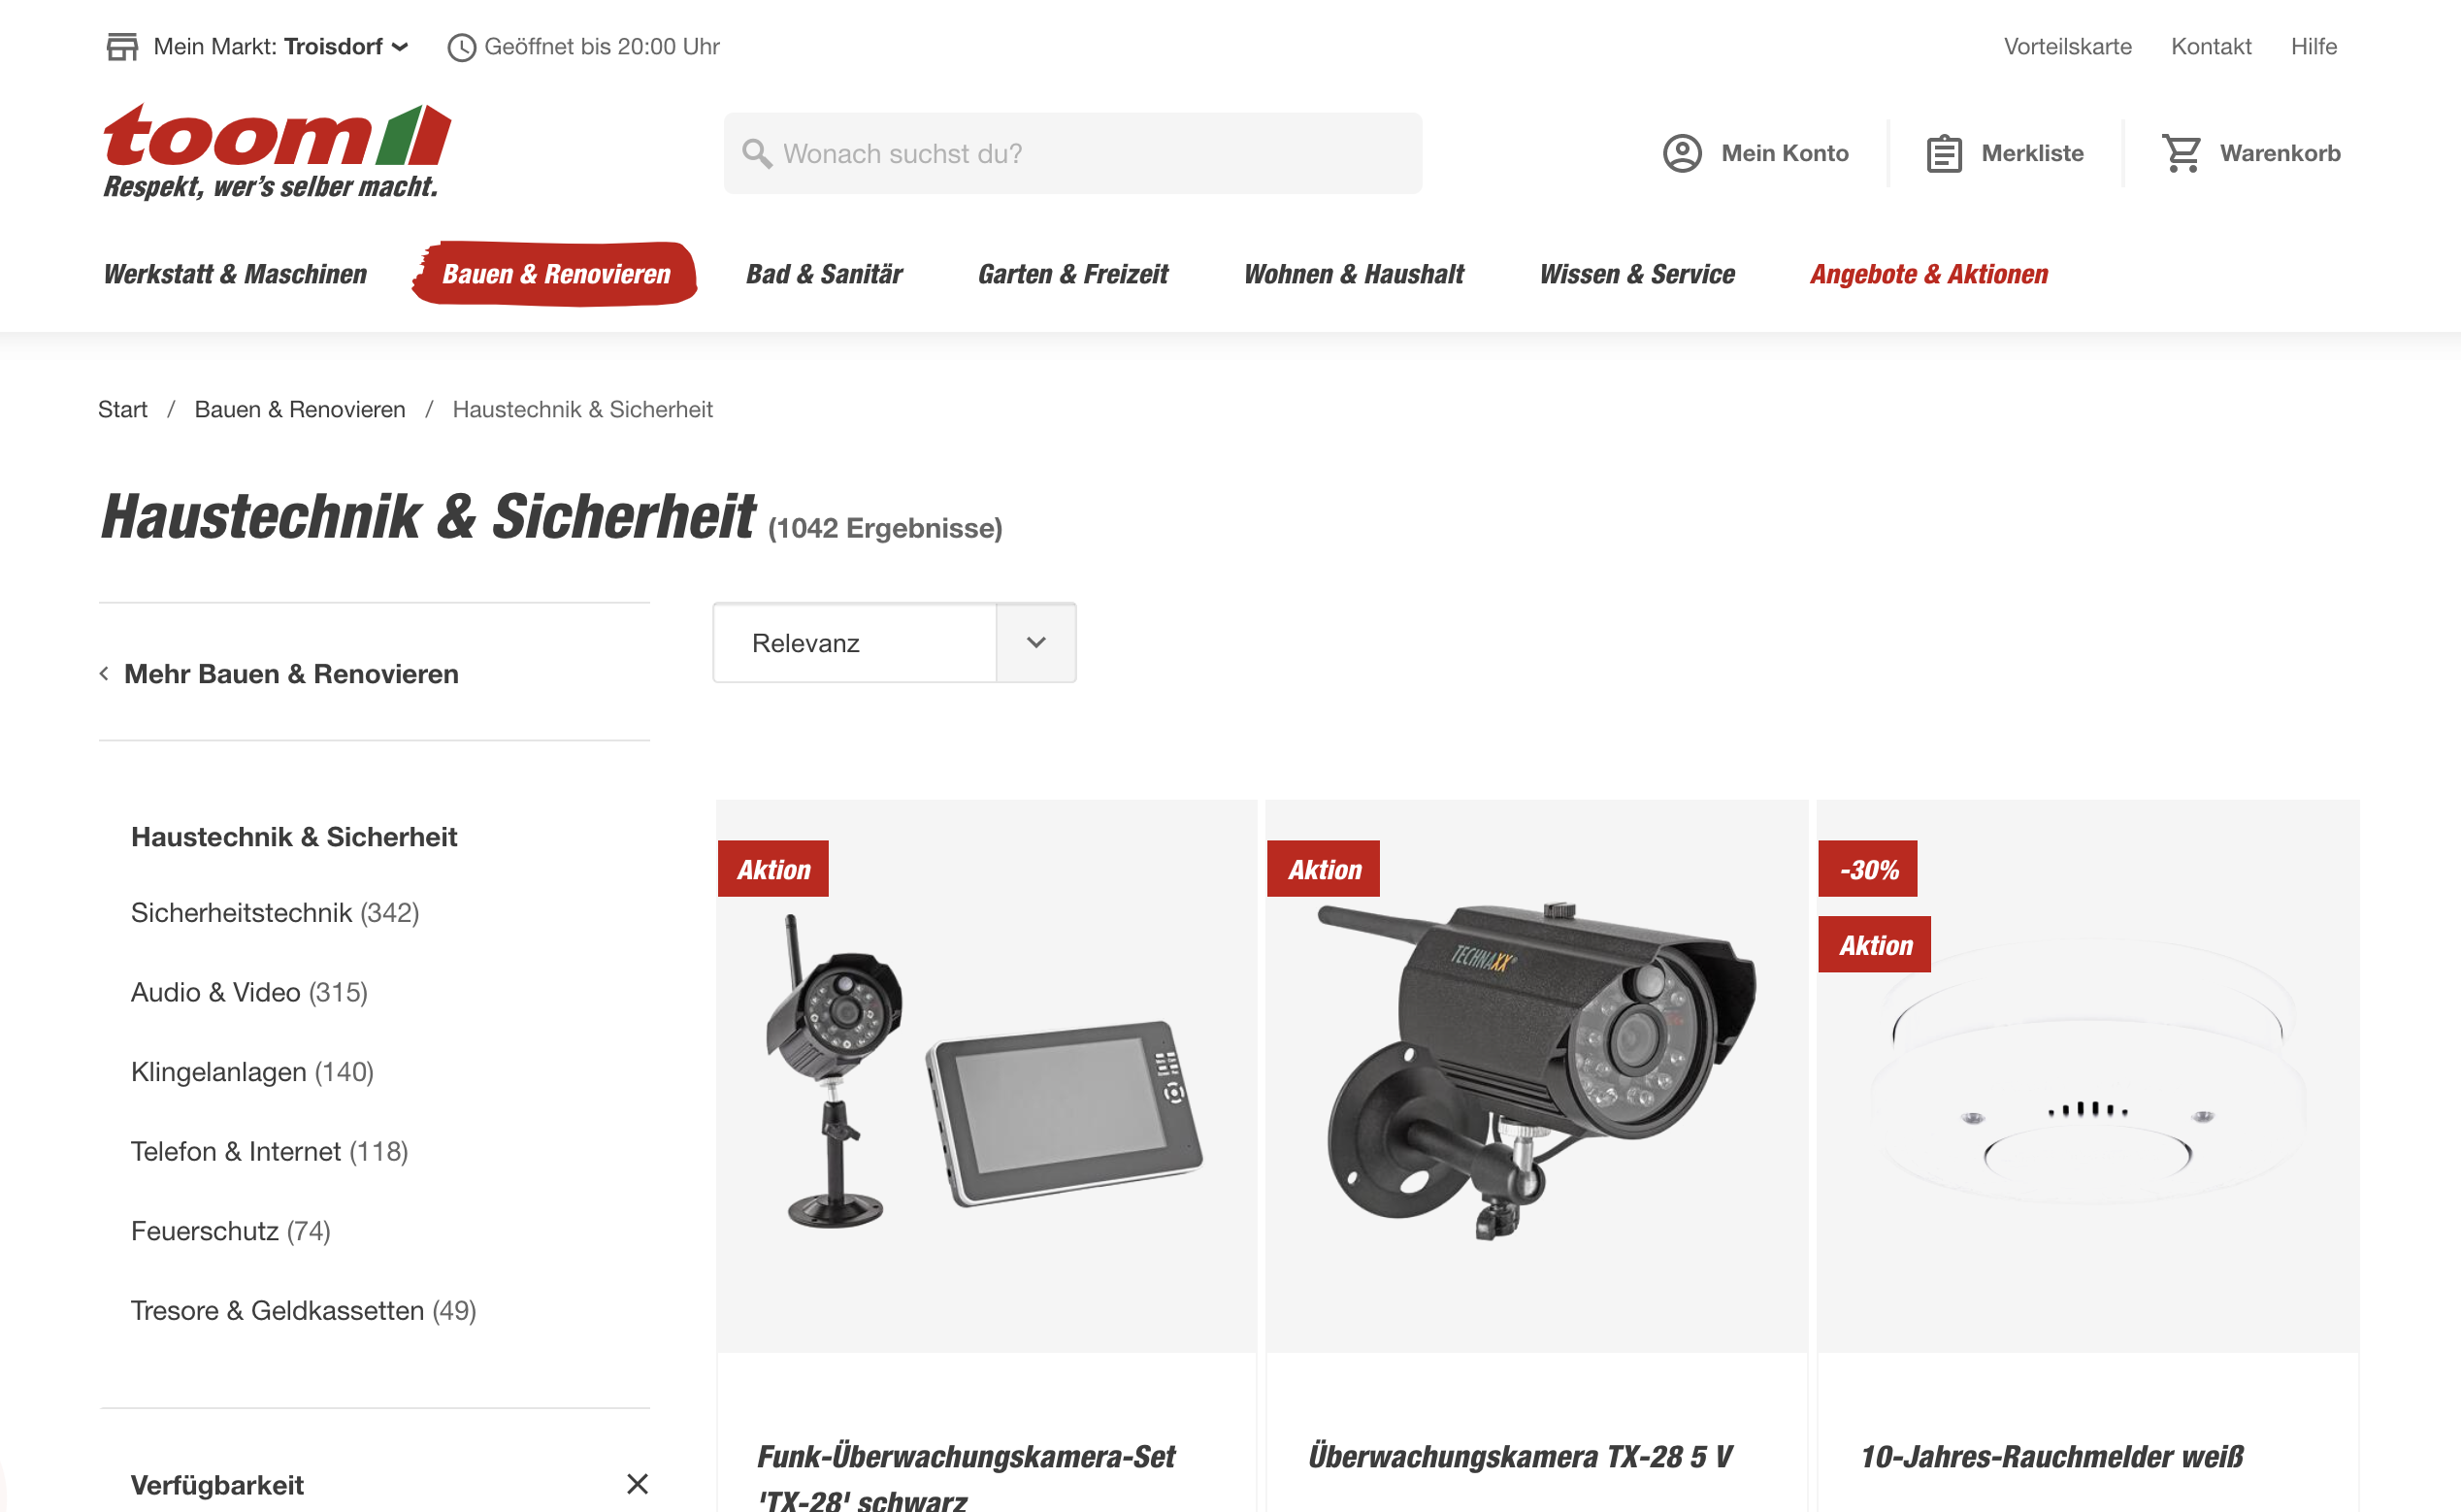 Mein Markt: Troisdorf
Geöffnet bis 20:00 Uhr
Vorteilskarte
Kontakt
Hilfe
toom
Respekt, wer's selber macht.
Wonach suchst du?
Mein Konto
Merkliste
Warenkorb
Werkstatt & Maschinen
Bauen & Renovieren
Bad & Sanitär
Garten & Freizeit
Wohnen & Haushalt
Wissen & Service
Angebote & Aktionen
Start / Bauen & Renovieren / Haustechnik & Sicherheit
Haustechnik & Sicherheit (1042 Ergebnisse)
Mehr Bauen & Renovieren
Relevanz
Haustechnik & Sicherheit
Sicherheitstechnik (342)
Audio & Video (315)
Klingelanlagen (140)
Telefon & Internet (118)
Feuerschutz (74)
Tresore & Geldkassetten (49)
Verfügbarkeit
Aktion
Funk-Überwachungskamera-Set
'TX-28' schwarz
Aktion
TECHNAXX®
Überwachungskamera TX-28 5 V
-30%
Aktion
10-Jahres-Rauchmelder weiß